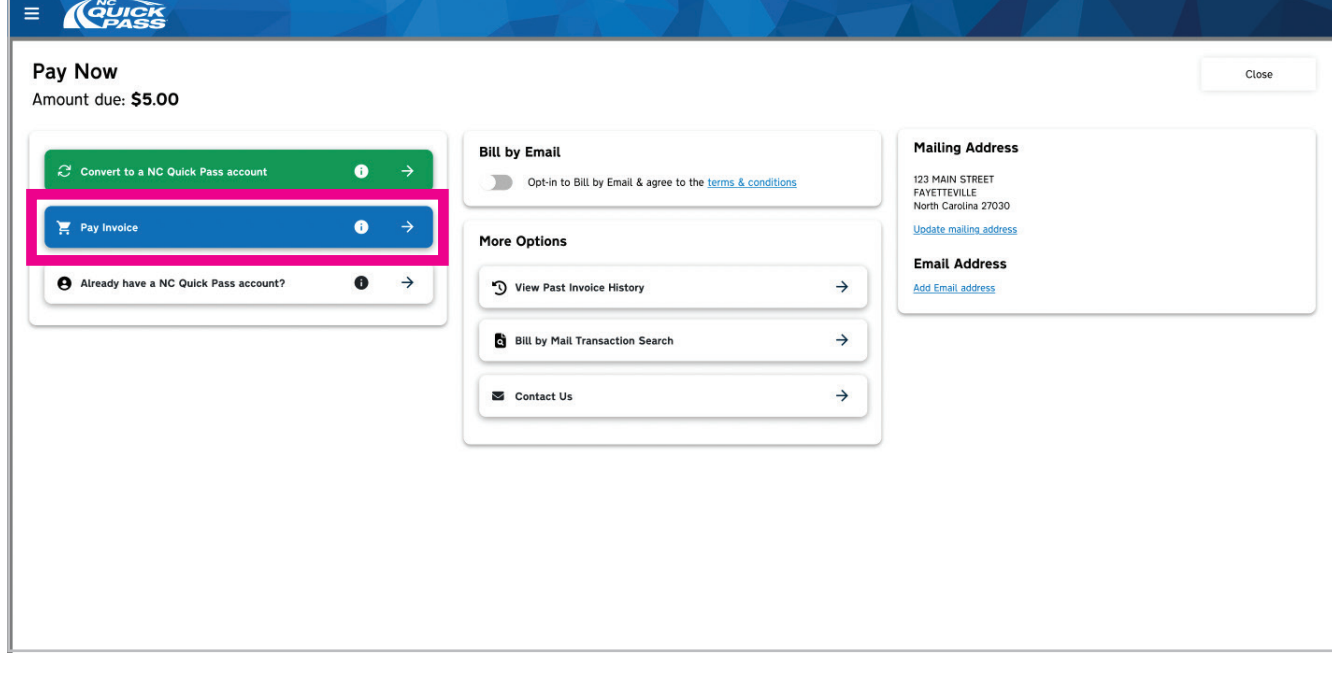 NC
QUICK
PASS
Pay Now
Amount due: $5.00
Close
Convert to a NC Quick Pass account
Pay Invoice
Already have a NC Quick Pass account?
Bill by Email
Opt-in to Bill by Email & agree to the terms & conditions
More Options
View Past Invoice History
Bill by Mail Transaction Search
Contact Us
Mailing Address
123 MAIN STREET
FAYETTEVILLE
North Carolina 27030
Update mailing address
Email Address
Add Email address